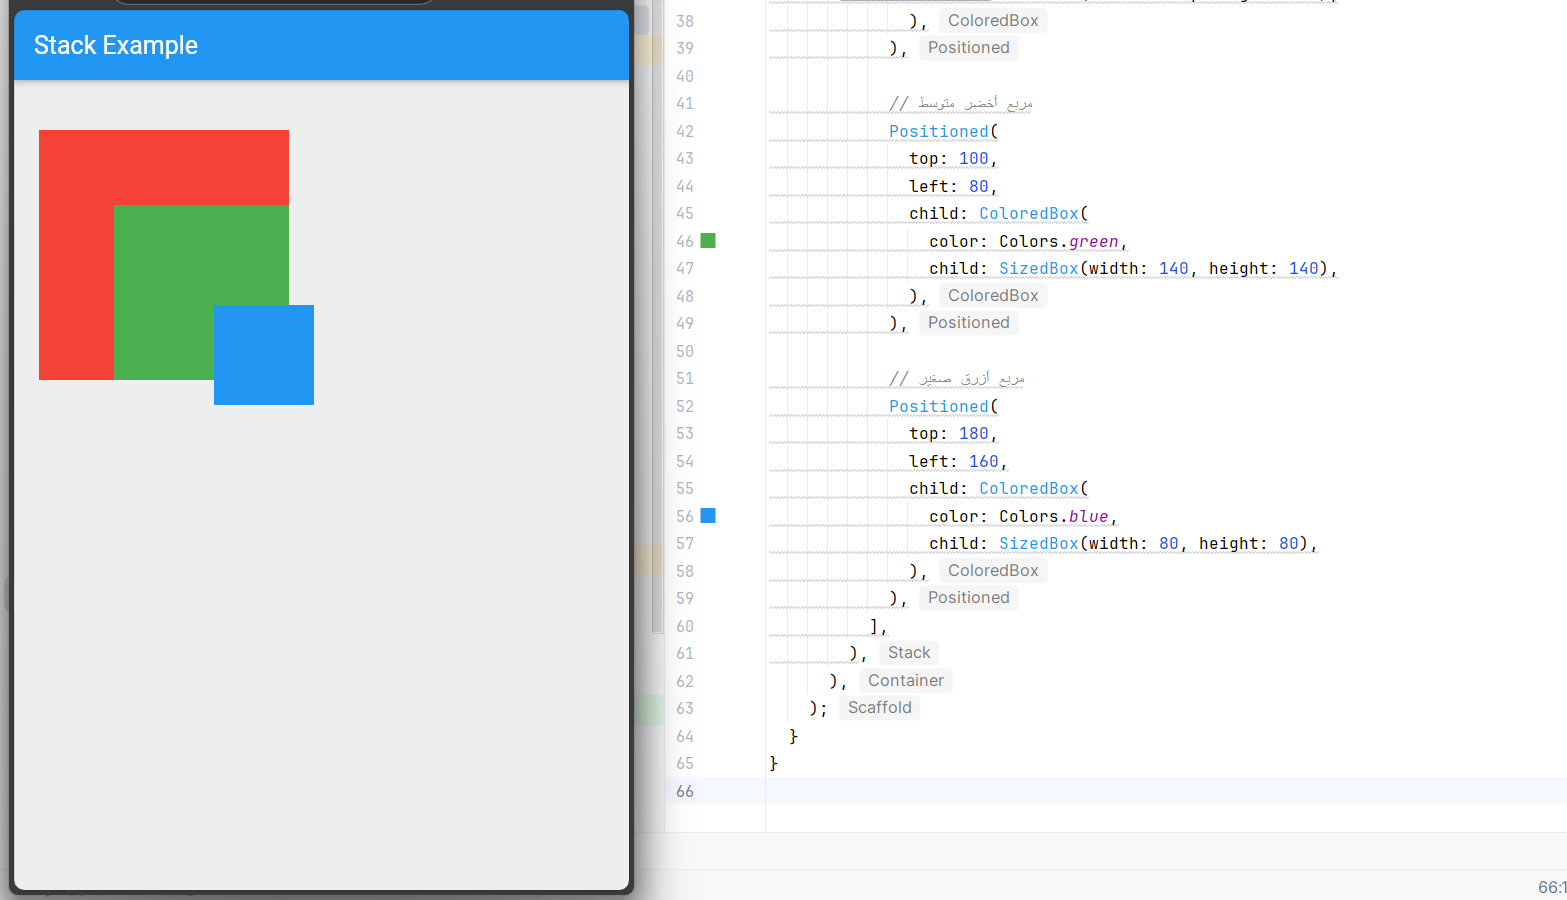 Stack Example
38 ), ColoredBox
39 ), Positioned
40
41 // مربع أخضر متوسط
42 Positioned(
43 top: 100,
44 left: 80,
45 child: ColoredBox(
46 color: Colors.green,
47 child: SizedBox(width: 140, height: 140),
48 ), ColoredBox
49 ), Positioned
50
51 // مربع أزرق صغير
52 Positioned(
53 top: 180,
54 left: 160,
55 child: ColoredBox(
56 color: Colors.blue,
57 child: SizedBox(width: 80, height: 80),
58 ), ColoredBox
59 ), Positioned
60 ],
61 ), Stack
62 ), Container
63 ); Scaffold
64 }
65 }
66
66:1